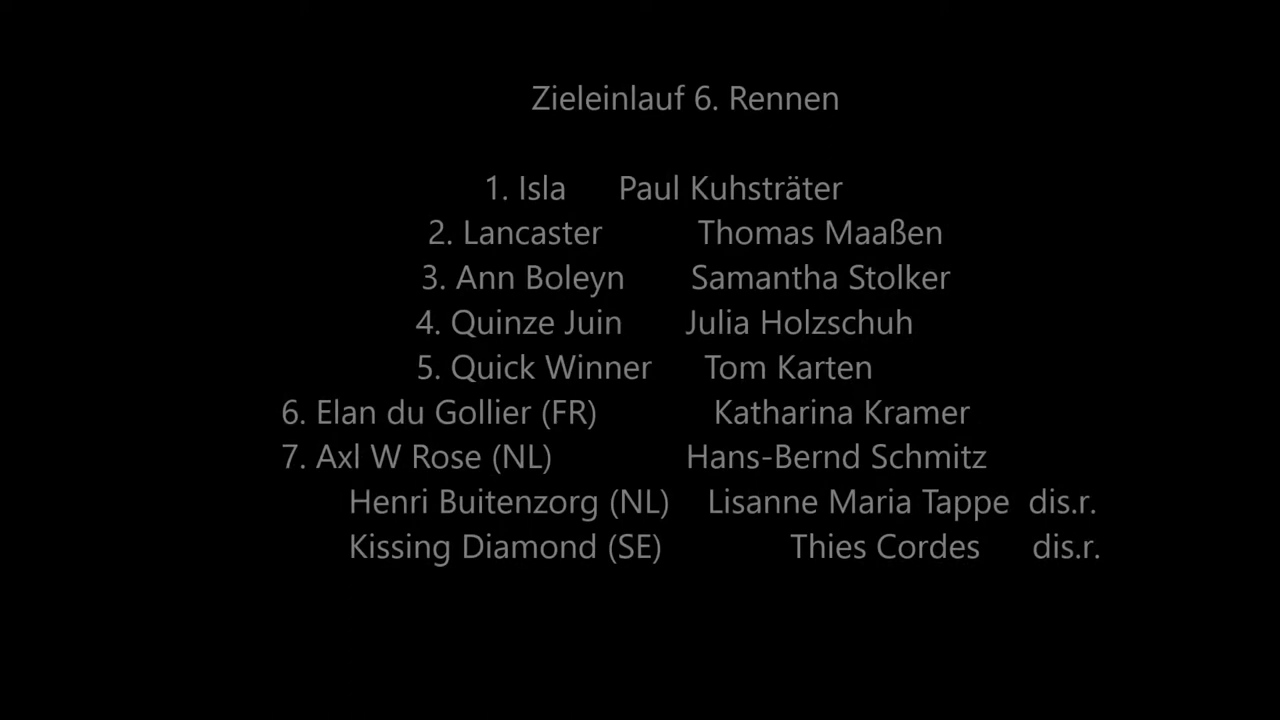 Zieleinlauf 6. Rennen
1. Isla Paul Kuhsträter
2. Lancaster Thomas Maaßen
3. Ann Boleyn Samantha Stolker
4. Quinze Juin Julia Holzschuh
5. Quick Winner Tom Karten
6. Elan du Gollier (FR) Katharina Kramer
7. Axl W Rose (NL) Hans-Bernd Schmitz
Henri Buitenzorg (NL) Lisanne Maria Tappe dis.r.
Kissing Diamond (SE) Thies Cordes dis.r.